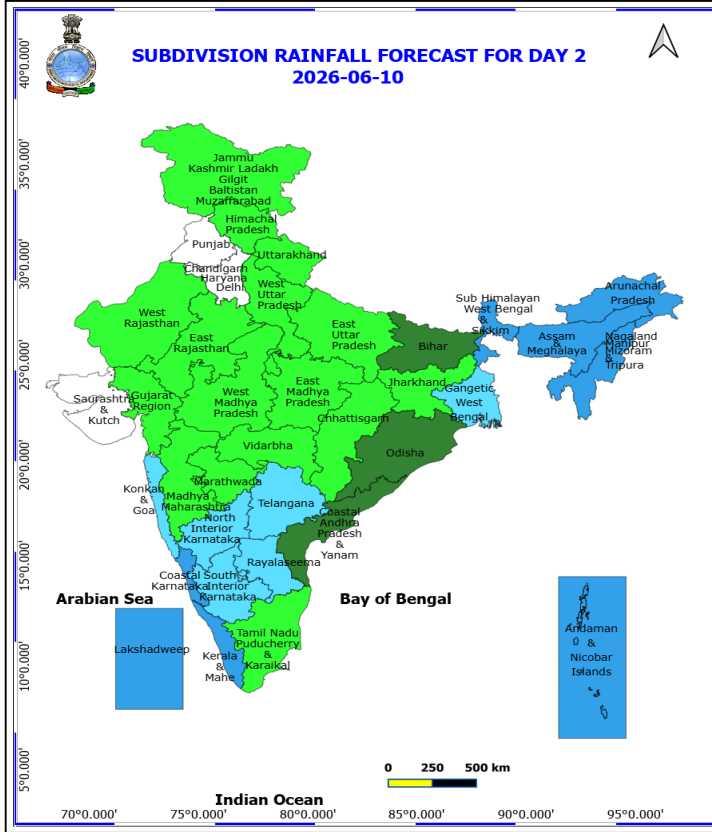 SUBDIVISION RAINFALL FORECAST FOR DAY 2
2026-06-10
40°0.000'
35°0.000'
30°0.000'
25°0.000'
20°0.000'
15°0.000'
10°0.000'
5°0.000'
Jammu
Kashmir Ladakh
Gilgit
Baltistan
Muzaffarabad
Himachal
Pradesh
Punjab
Uttarakhand
Chandigarh
Haryana
Delhi
West
Uttar
Pradesh
West
Rajasthan
East
Rajasthan
East
Uttar
Pradesh
Bihar
Sub Himalayan
West Bengal
&
Sikkim
Arunachal
Pradesh
Assam
&
Meghalaya
Nagaland
Manipur
Mizoram
&
Tripura
Saurashtra
&
Kutch
Gujarat
Region
West
Madhya
Pradesh
East
Madhya
Pradesh
Jharkhand
Gangetic
West
Bengal
Chhattisgarh
Vidarbha
Odisha
Konkan
&
Goa
Madhya
Maharashtra
Marathwada
Telangana
North
Interior
Karnataka
Coastal
Andhra
Pradesh
&
Yanam
Rayalaseema
Coastal
Karnataka
South
Interior
Karnataka
Arabian Sea
Bay of Bengal
Lakshadweep
Kerala
&
Mahe
Tamil Nadu
Puducherry
&
Karaikal
Andaman
&
Nicobar
Islands
0 250 500 km
Indian Ocean
70°0.000' 75°0.000' 80°0.000' 85°0.000' 90°0.000' 95°0.000'